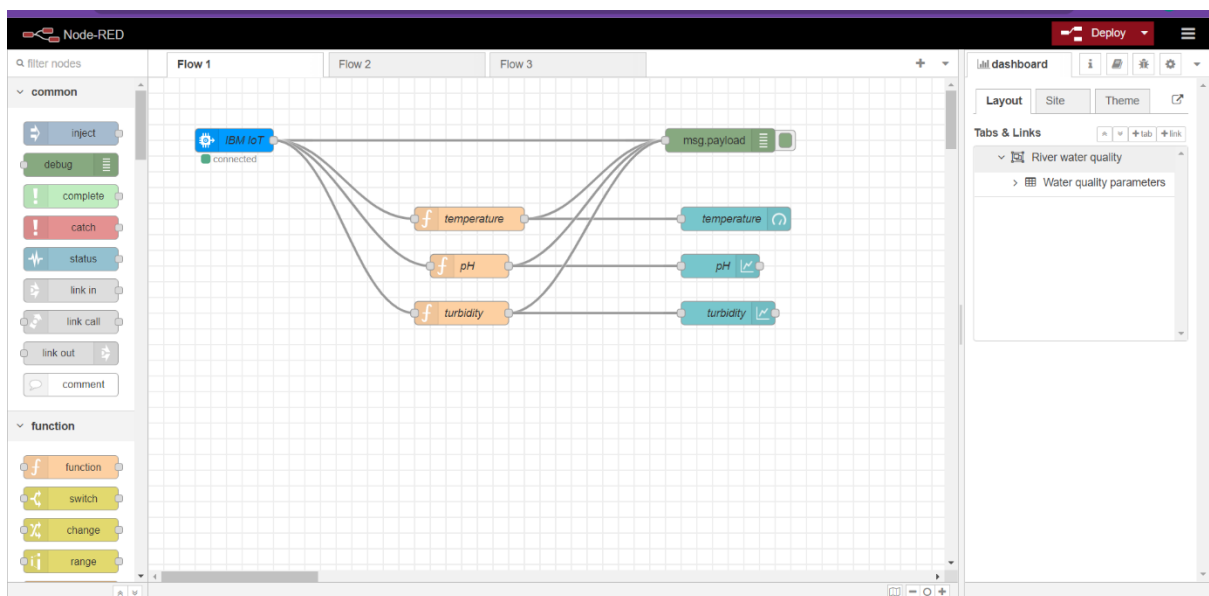 Node-RED
Deploy
filter nodes
Flow 1
Flow 2
Flow 3
dashboard
i
common
Layout
Site
Theme
Tabs & Links
+tab
+link
River water quality
Water quality parameters
inject
debug
complete
catch
status
link in
link call
link out
comment
IBM IoT
connected
msg.payload
f temperature
temperature
f pH
pH
f turbidity
turbidity
function
f function
switch
change
range